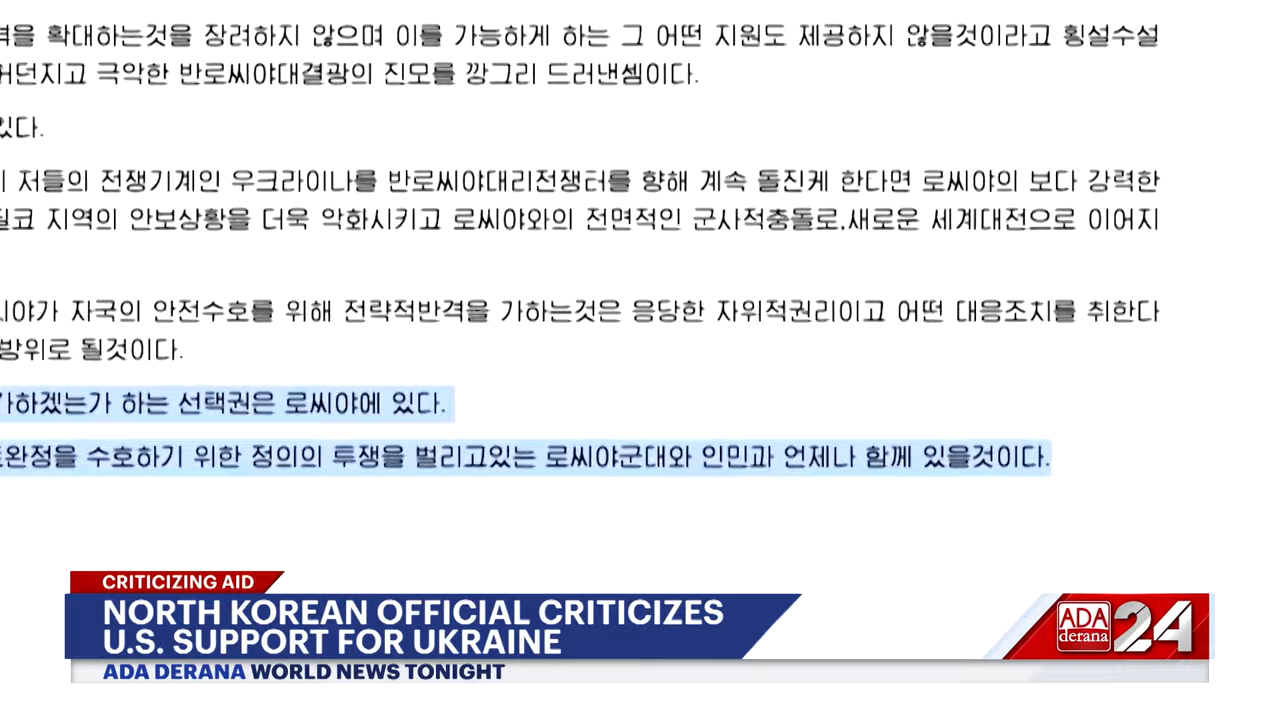 격을 확대하는것을 장려하지 않으며 이를 가능하게 하는 그 어떤 지원도 제공하지 않을것이라고 횡설수설
던지고 극악한 반로씨야대결광의 진모를 깡그리 드러낸셈이다.
있다.
저들의 전쟁기계인 우크라이나를 반로씨야대리전쟁터를 향해 계속 돌진케 한다면 로씨야의 보다 강력한
필코 지역의 안보상황을 더욱 악화시키고 로씨야와의 전면적인 군사적충돌로,새로운 세계대전으로 이어지
씨야가 자국의 안전수호를 위해 전략적반격을 가하는것은 응당한 자위적권리이고 어떤 대응조치를 취한다
방위로 될것이다.
가하겠는가 하는 선택권은 로씨야에 있다.
완정을 수호하기 위한 정의의 투쟁을 벌리고있는 로씨야군대와 인민과 언제나 함께 있을것이다.
CRITICIZING AID
NORTH KOREAN OFFICIAL CRITICIZES
U.S. SUPPORT FOR UKRAINE
ADA DERANA WORLD NEWS TONIGHT
ADA
derana
24